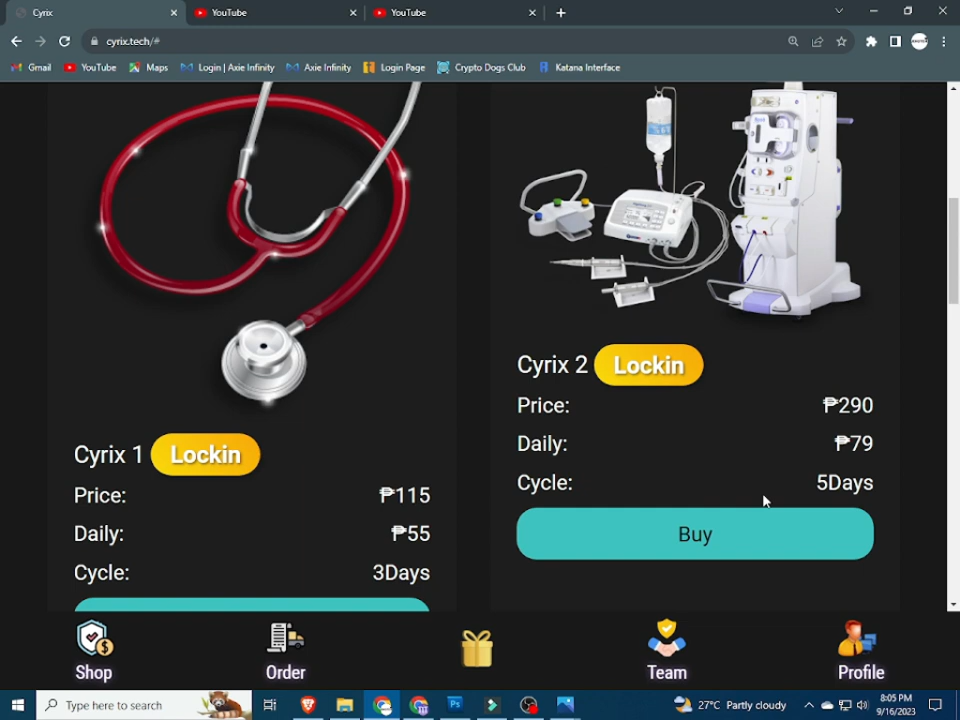 Cyrix
YouTube
YouTube
cyrix.tech/#
Gmail
YouTube
Maps
Login | Axie Infinity
Axie Infinity
Login Page
Crypto Dogs Club
Katana Interface
Cyrix 1 Lockin
Price: ₱115
Daily: ₱55
Cycle: 3Days
Cyrix 2 Lockin
Price: ₱290
Daily: ₱79
Cycle: 5Days
Buy
Shop
Order
Team
Profile
Type here to search
27°C Partly cloudy
8:05 PM
9/16/2023